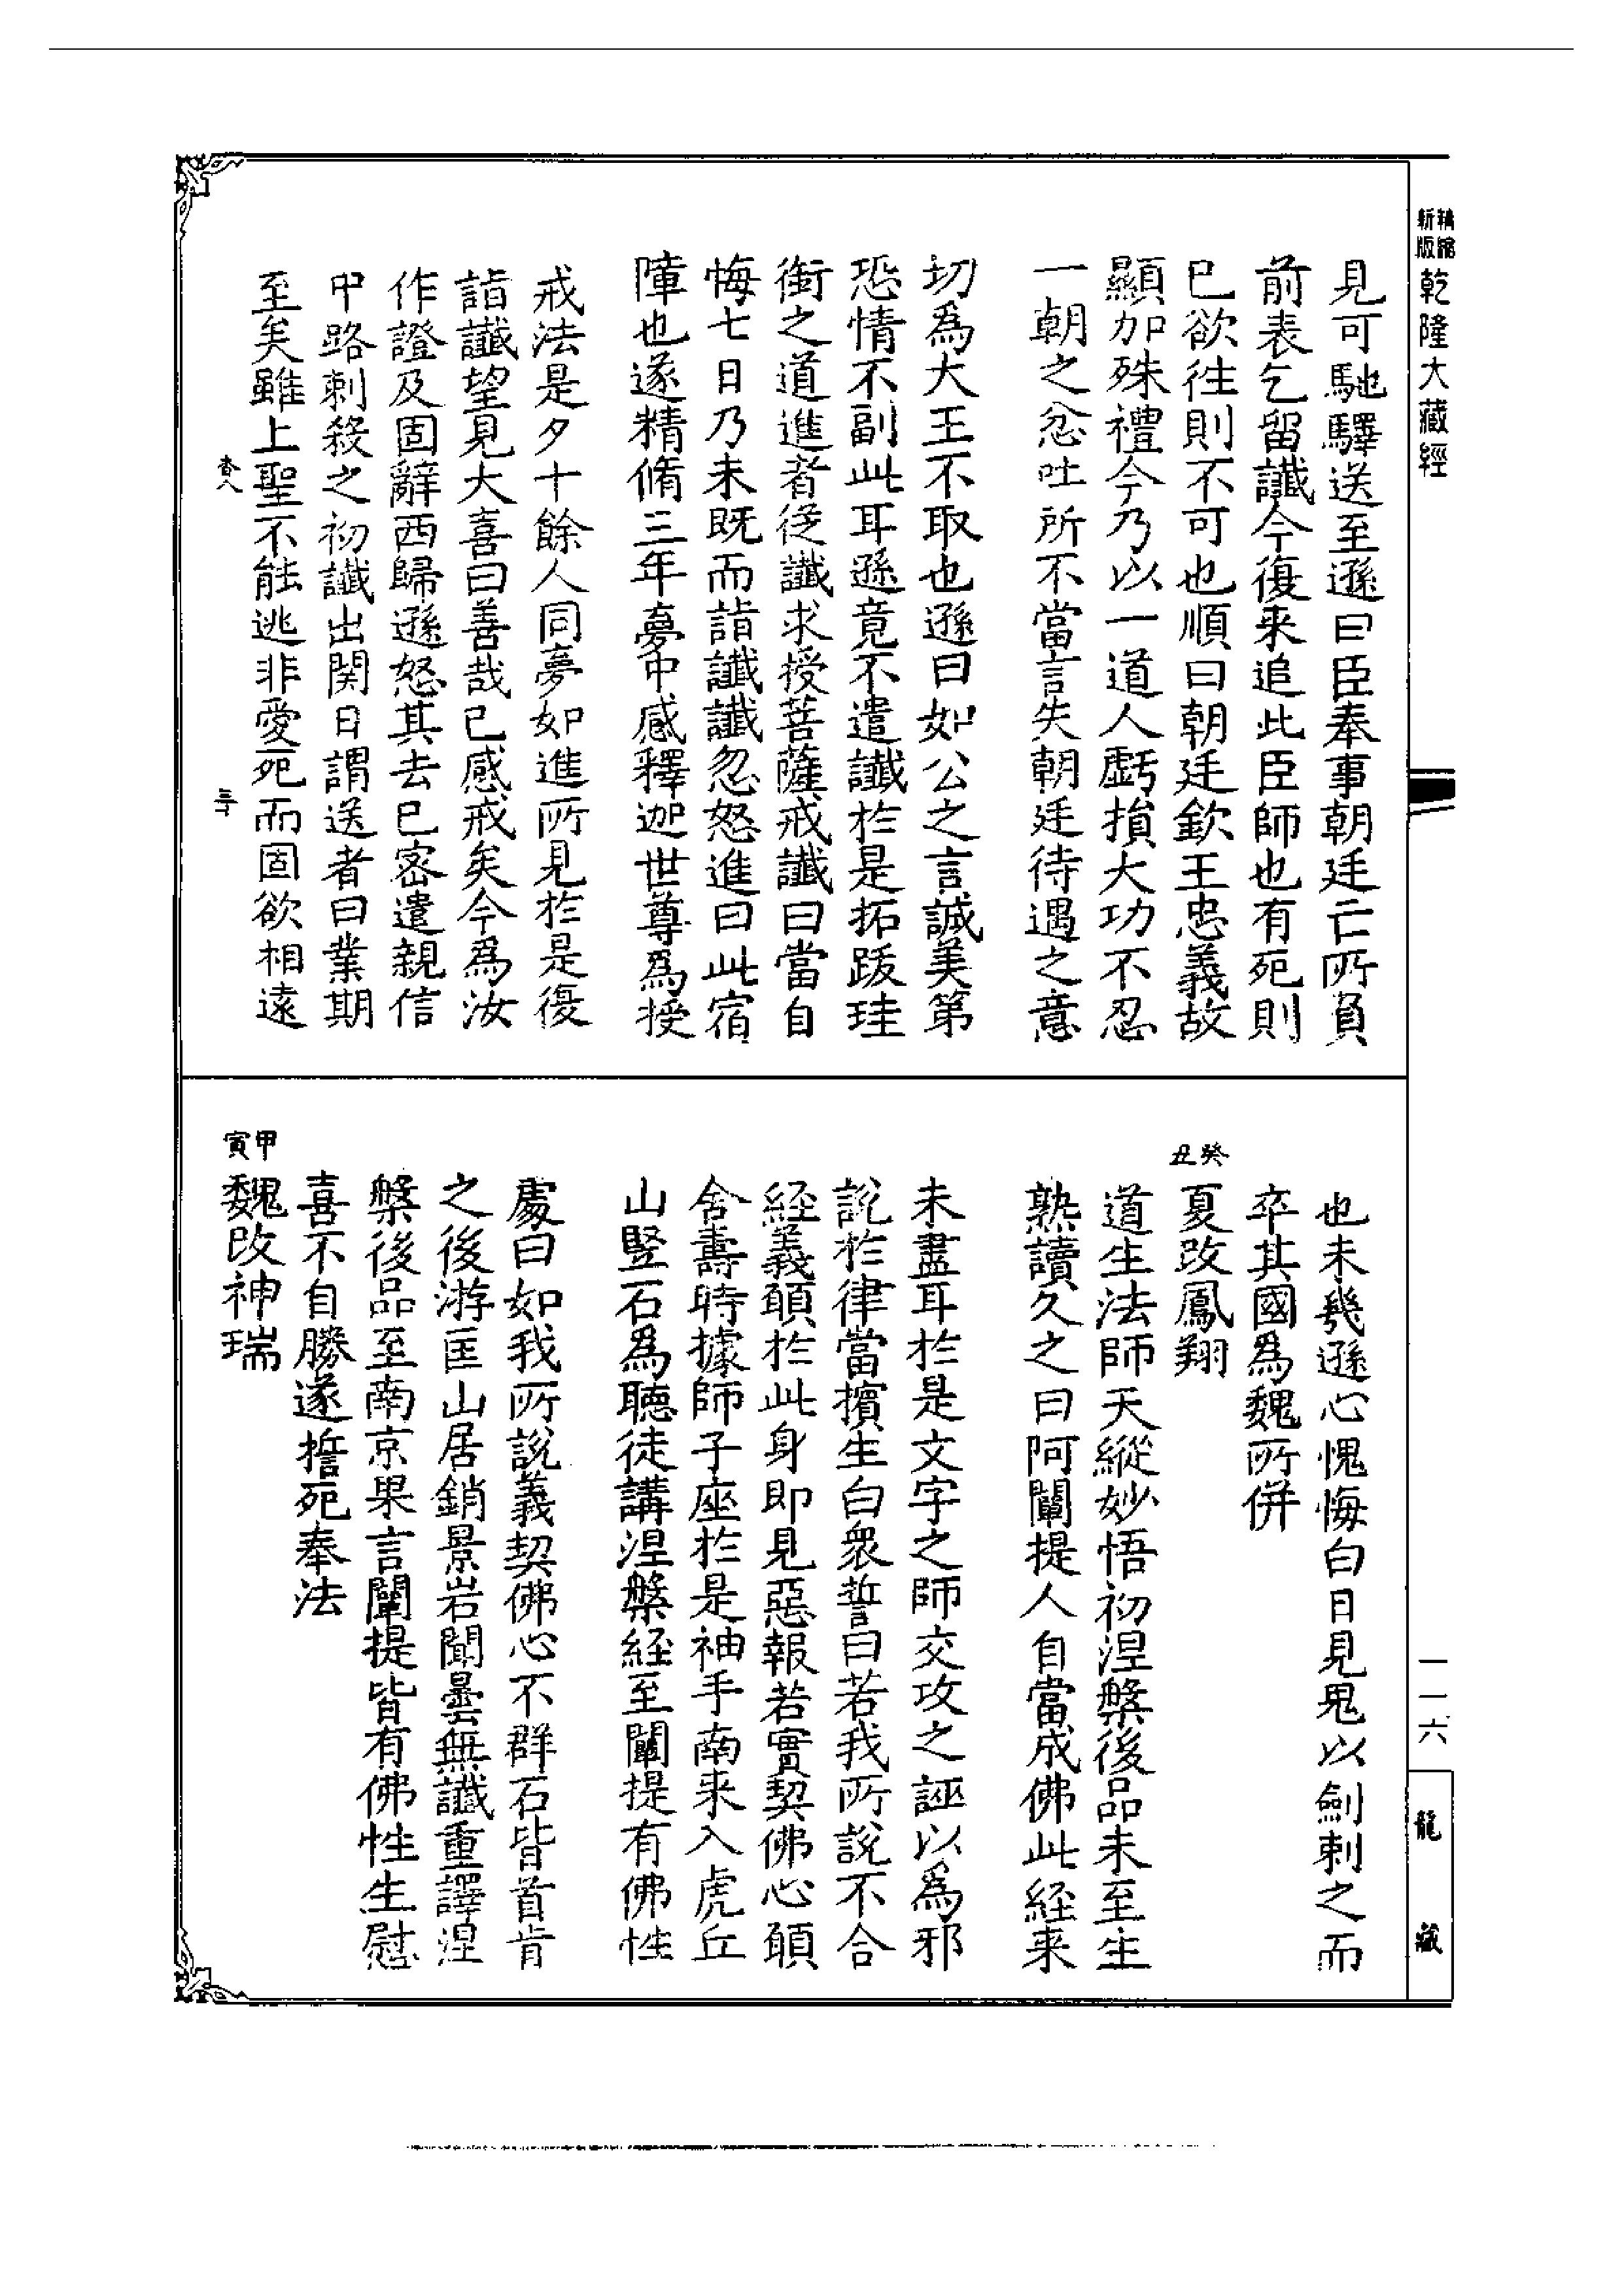 精縮新版乾隆大藏經
見可馳驛送至遜曰臣奉事朝廷亡所負
前表乞留讖今復来追此臣師也有死則
已欲徃則不可也順曰朝廷欽王忠義故
顯加殊禮今乃以一道人虧損大功不忍
一朝之忿吐所不當言失朝廷待遇之意
切為大王不取也遜曰如公之言誠美第
恐情不副此耳遜竟不遣讖於是拓跋珪
銜之道進者從讖求授菩薩戒讖曰當自
悔七日乃未既而詣讖讖忽怒進曰此宿
障也遂精脩三年夢中感釋迦世尊為授
戒法是夕十餘人同夢如進所見於是復
詣讖望見大喜曰善哉已感戒矣今為汝
作證及固辭西歸遜怒其去已密遣親信
中路刺殺之初讖出関日謂送者曰業期
至矣雖上聖不能逃非愛死而固欲相遠
也未幾遜心愧悔白日見鬼以劍刺之而
卒其國為魏所併
癸丑
夏改鳳翔
道生法師天縱妙悟初涅槃後品未至生
熟讀久之曰阿闡提人自當成佛此経来
未盡耳於是文字之師交攻之誣以為邪
說於律當擯生白衆誓曰若我所說不合
経義願於此身即見惡報若實契佛心願
舍壽時據師子座於是袖手南来入虎丘
山竪石為聴徒講涅槃経至闡提有佛性
處曰如我所說義契佛心不群石皆首肯
之後游匡山居銷景岩聞曇無讖重譯涅
槃後品至南京果言闡提皆有佛性生慰
喜不自勝遂誓死奉法
甲寅
魏改神瑞
一一六
龍藏